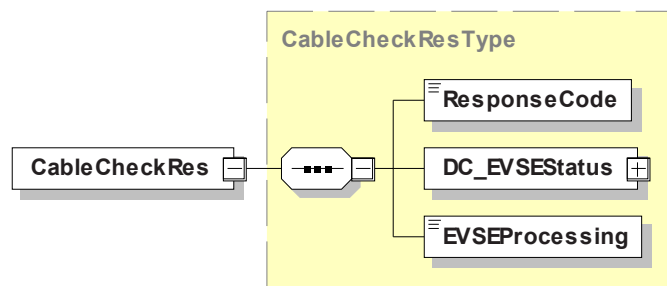 CableCheckResType
ResponseCode
CableCheckRes
DC_EVSEStatus
EVSEProcessing